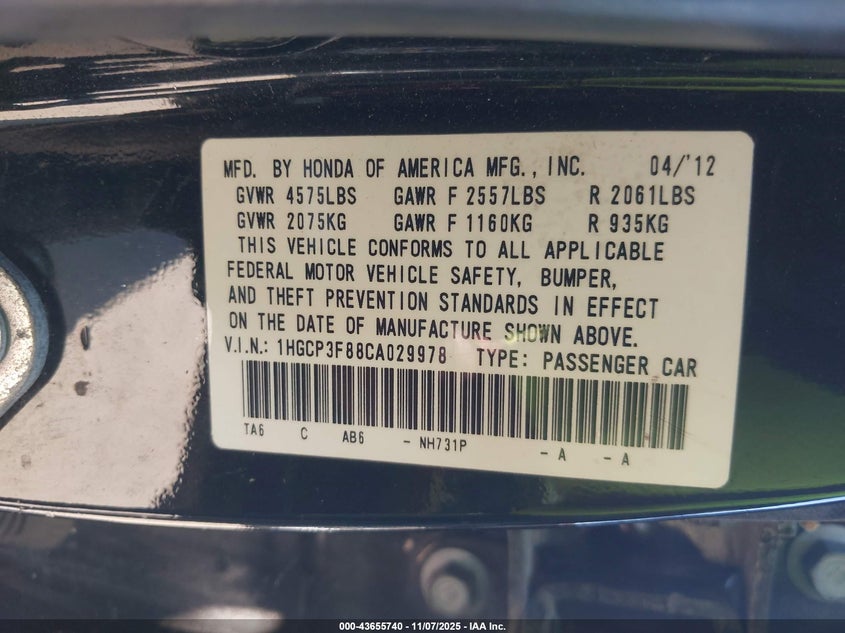 MFD. BY HONDA OF AMERICA MFG., INC. 04/'12
GVWR 4575LBS GAWR F 2557LBS R 2061LBS
GVWR 2075KG GAWR F 1160KG R 935KG
THIS VEHICLE CONFORMS TO ALL APPLICABLE
FEDERAL MOTOR VEHICLE SAFETY, BUMPER,
AND THEFT PREVENTION STANDARDS IN EFFECT
ON THE DATE OF MANUFACTURE SHOWN ABOVE.
V.I.N.: 1HGCP3F88CA029978 TYPE: PASSENGER CAR
TA6 C AB6 - NH731P - A - A
000-43655740 - 11/07/2025 - IAA Inc.